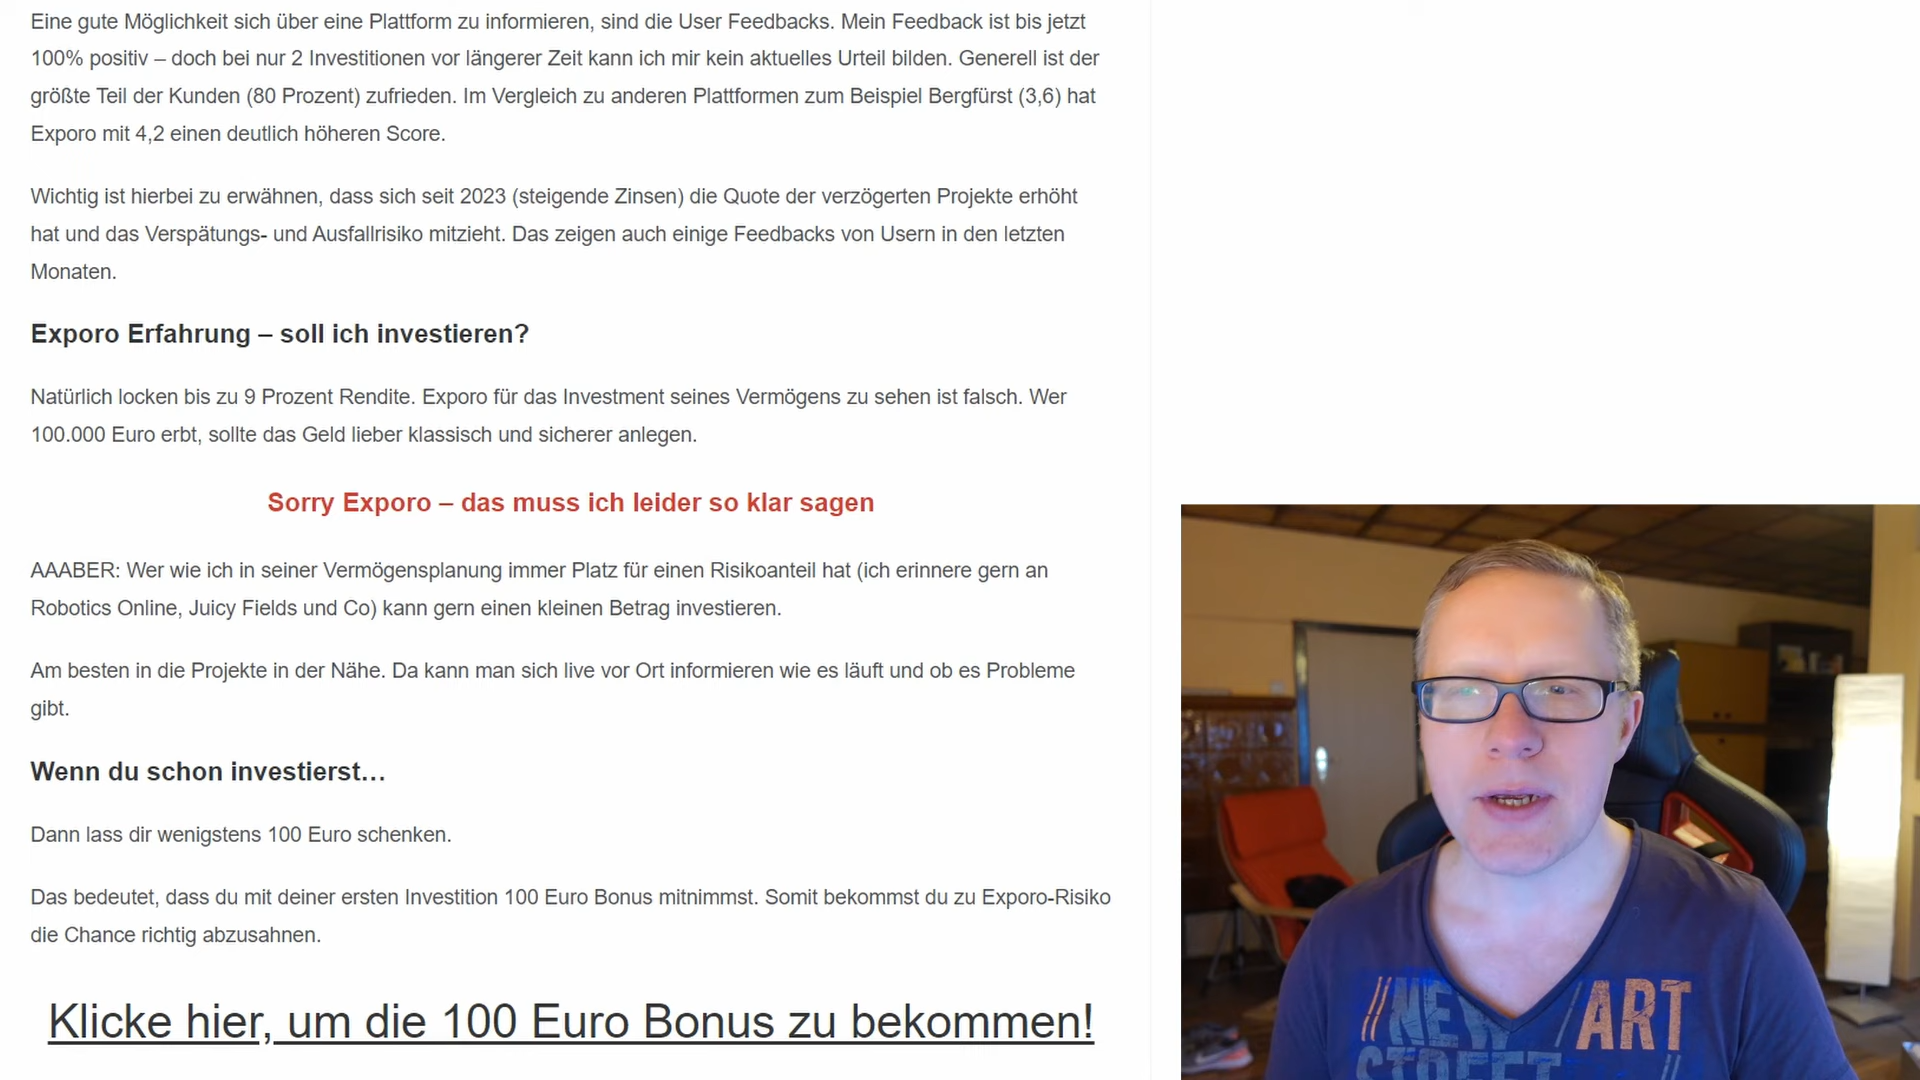 Eine gute Möglichkeit sich über eine Plattform zu informieren, sind die User Feedbacks. Mein Feedback ist bis jetzt
100% positiv – doch bei nur 2 Investitionen vor längerer Zeit kann ich mir kein aktuelles Urteil bilden. Generell ist der
größte Teil der Kunden (80 Prozent) zufrieden. Im Vergleich zu anderen Plattformen zum Beispiel Bergfürst (3,6) hat
Exporo mit 4,2 einen deutlich höheren Score.
Wichtig ist hierbei zu erwähnen, dass sich seit 2023 (steigende Zinsen) die Quote der verzögerten Projekte erhöht
hat und das Verspätungs- und Ausfallrisiko mitzieht. Das zeigen auch einige Feedbacks von Usern in den letzten
Monaten.
Exporo Erfahrung – soll ich investieren?
Natürlich locken bis zu 9 Prozent Rendite. Exporo für das Investment seines Vermögens zu sehen ist falsch. Wer
100.000 Euro erbt, sollte das Geld lieber klassisch und sicherer anlegen.
Sorry Exporo – das muss ich leider so klar sagen
AAABER: Wer wie ich in seiner Vermögensplanung immer Platz für einen Risikoanteil hat (ich erinnere gern an
Robotics Online, Juicy Fields und Co) kann gern einen kleinen Betrag investieren.
Am besten in die Projekte in der Nähe. Da kann man sich live vor Ort informieren wie es läuft und ob es Probleme
gibt.
Wenn du schon investierst…
Dann lass dir wenigstens 100 Euro schenken.
Das bedeutet, dass du mit deiner ersten Investition 100 Euro Bonus mitnimmst. Somit bekommst du zu Exporo-Risiko
die Chance richtig abzusahnen.
Klicke hier, um die 100 Euro Bonus zu bekommen!
//NEW/ART
STREET //